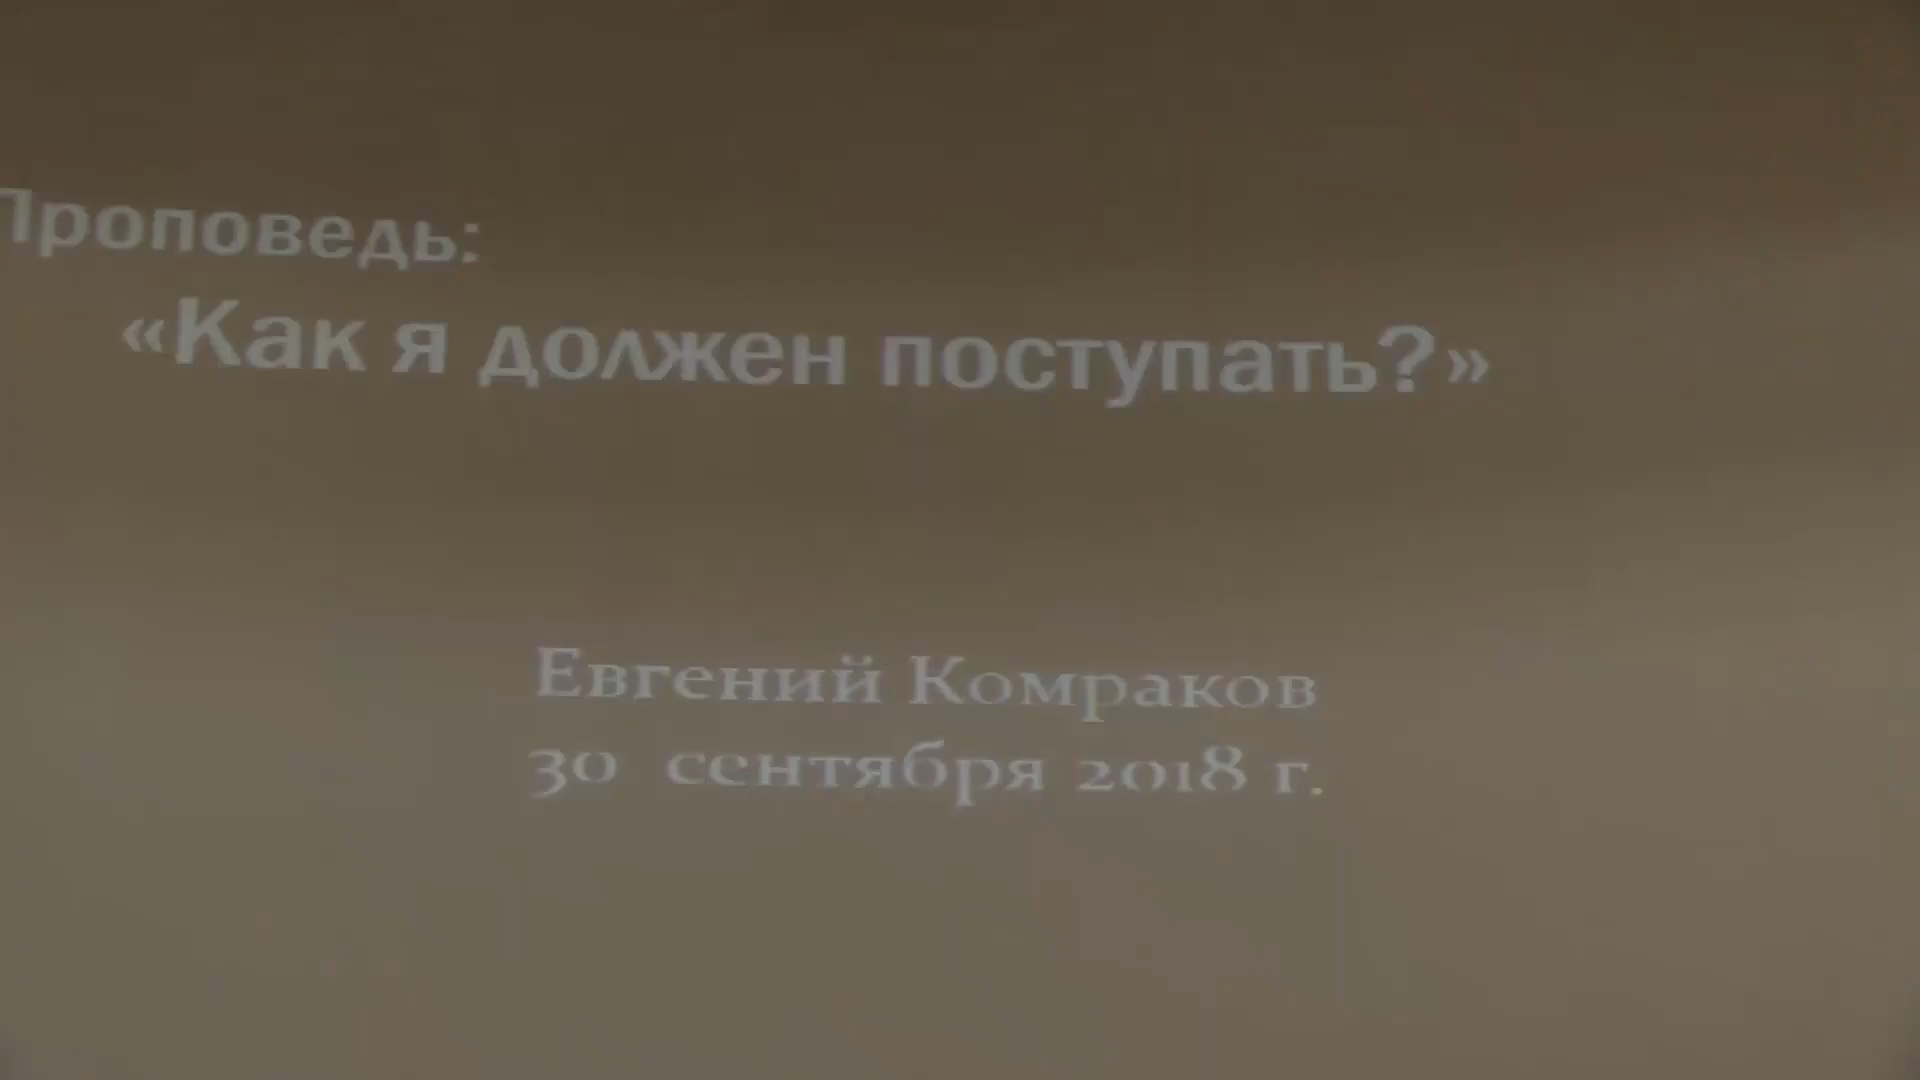 Проповедь:
«Как я должен поступать?»
Евгений Комраков
30 сентября 2018 г.